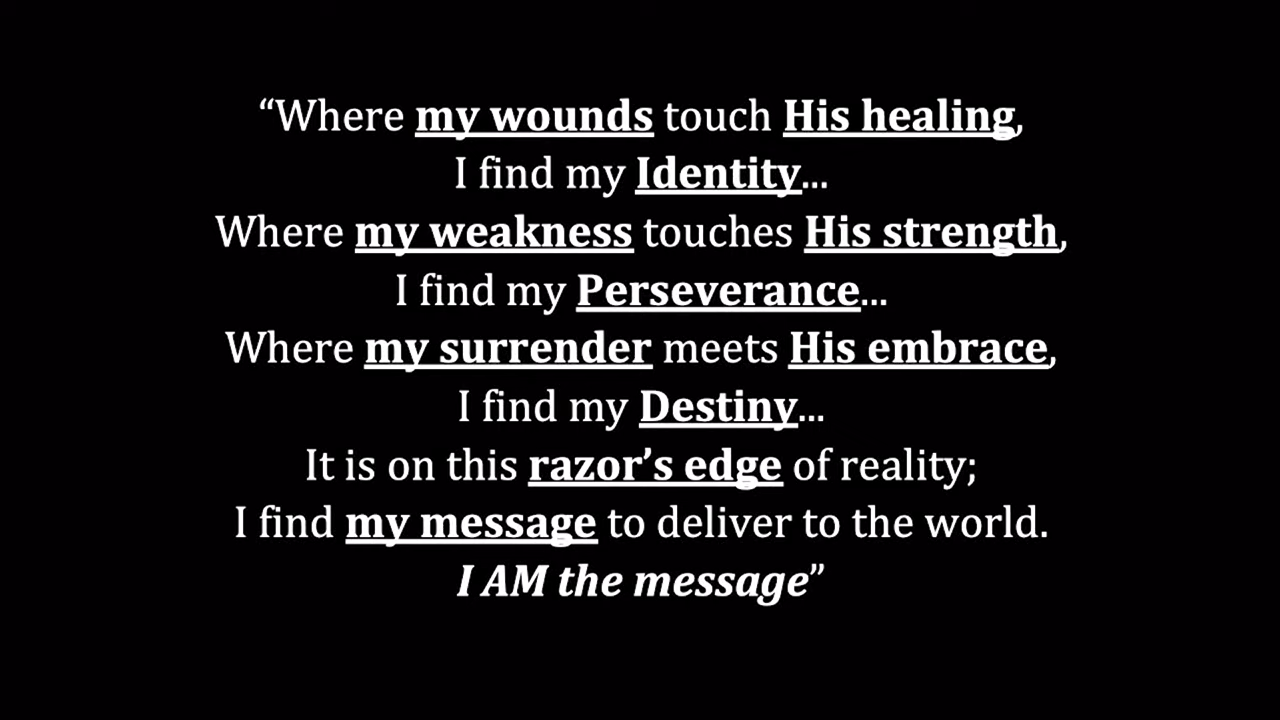 “Where my wounds touch His healing,
I find my Identity...
Where my weakness touches His strength,
I find my Perseverance...
Where my surrender meets His embrace,
I find my Destiny...
It is on this razor’s edge of reality;
I find my message to deliver to the world.
I AM the message”